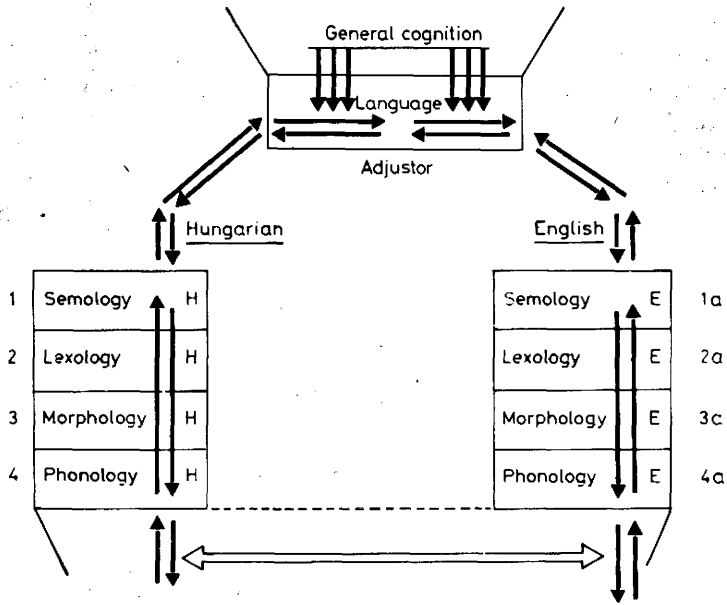 General cognition
Language
Adjustor
Hungarian English
1 Semology H Semology E 1a
2 Lexology H Lexology E 2a
3 Morphology H Morphology E 3c
4 Phonology H Phonology E 4a